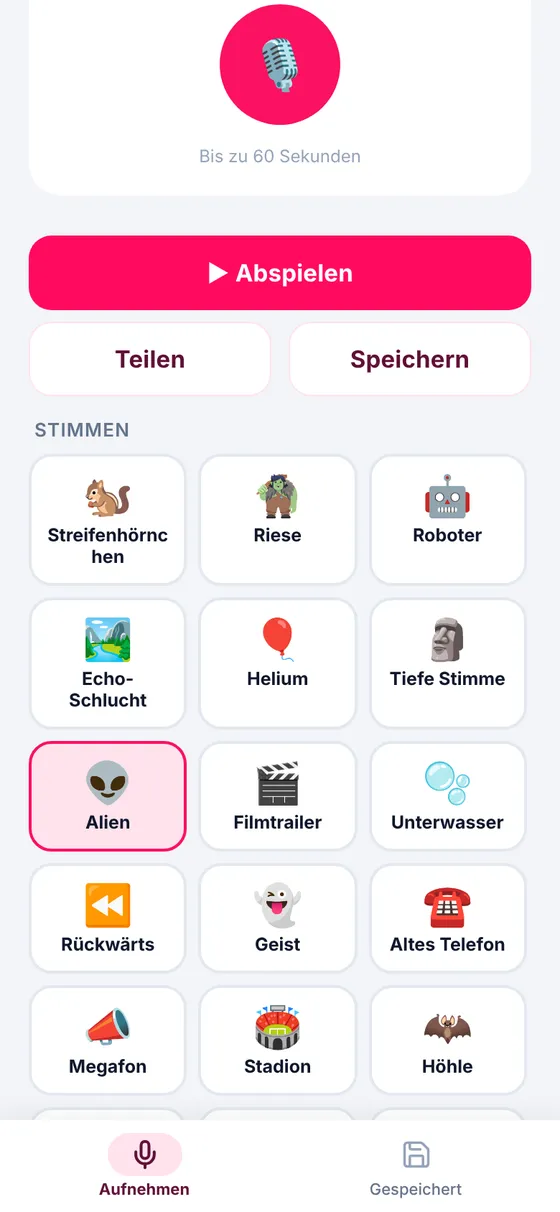 Bis zu 60 Sekunden
▶ Abspielen
Teilen
Speichern
STIMMEN
Streifenhörnc
hen
Riese
Roboter
Echo-
Schlucht
Helium
Tiefe Stimme
Alien
Filmtrailer
Unterwasser
Rückwärts
Geist
Altes Telefon
Megafon
Stadion
Höhle
Aufnehmen
Gespeichert